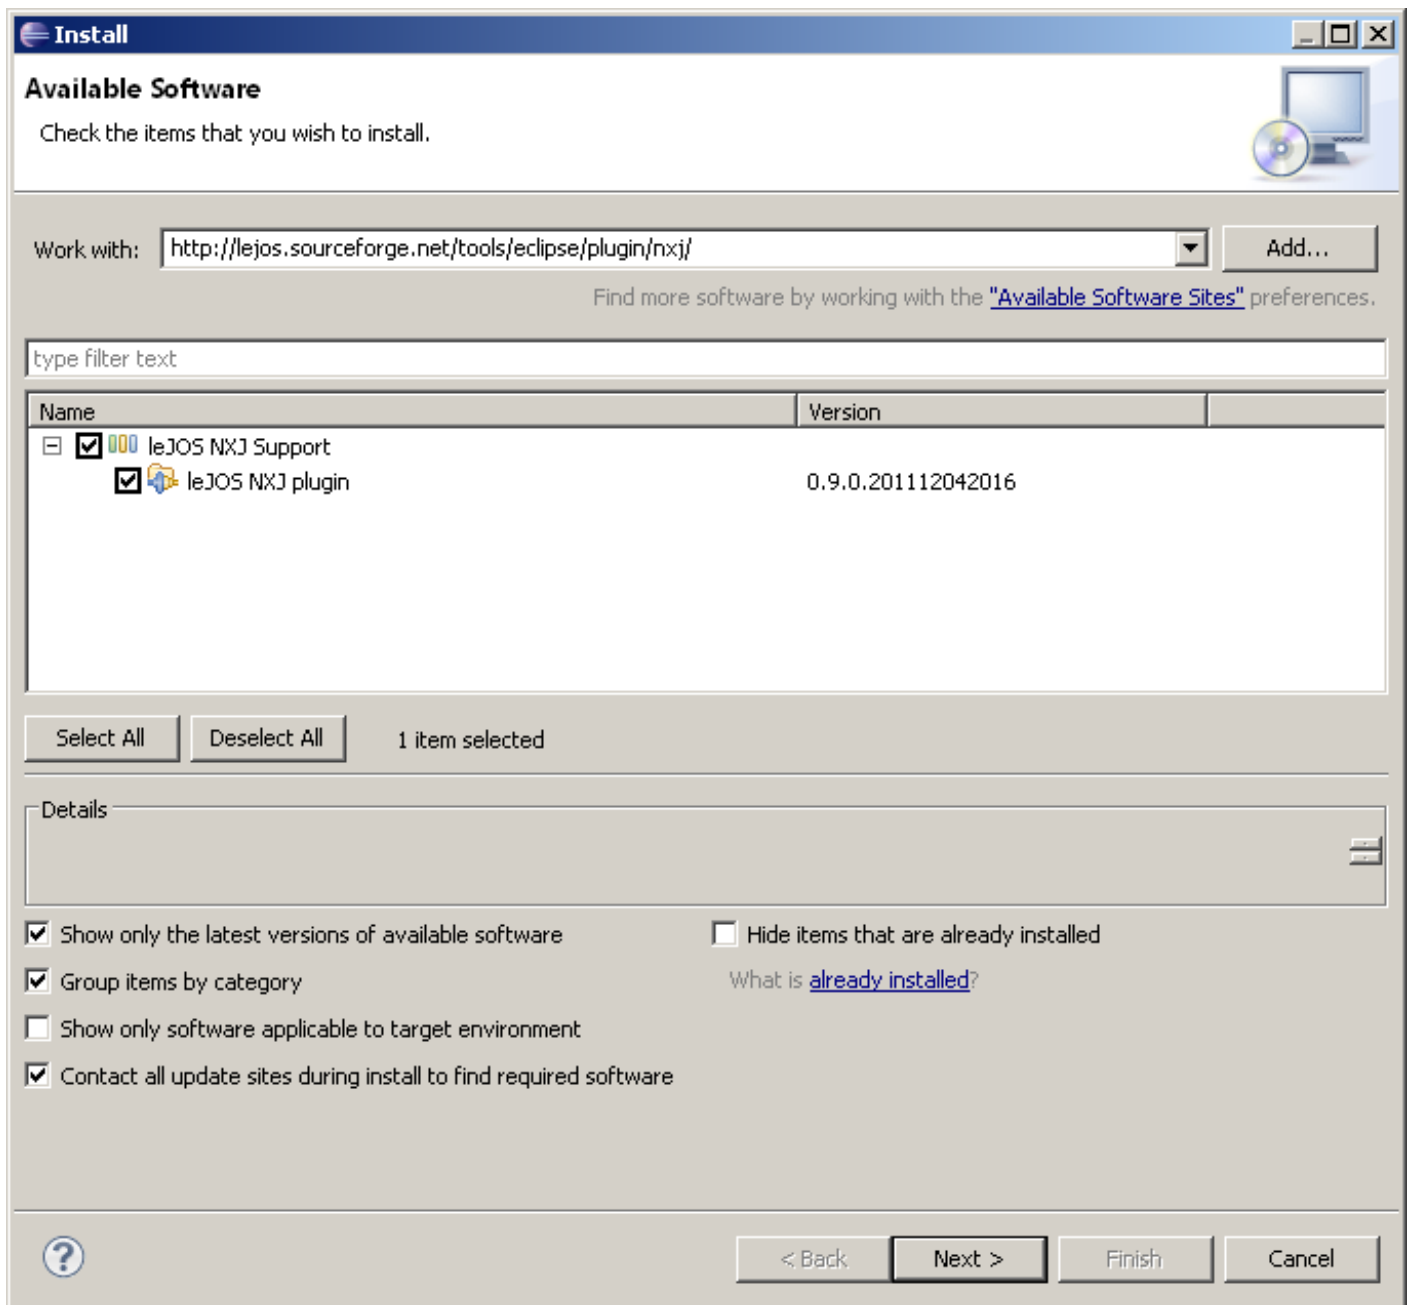 Install
Available Software
Check the items that you wish to install.
Work with: http://lejos.sourceforge.net/tools/eclipse/plugin/nxj/ Add...
Find more software by working with the "Available Software Sites" preferences.
type filter text
Name Version
leJOS NXJ Support
leJOS NXJ plugin 0.9.0.201112042016
Select All Deselect All 1 item selected
Details
Show only the latest versions of available software Hide items that are already installed
Group items by category What is already installed?
Show only software applicable to target environment
Contact all update sites during install to find required software
? < Back Next > Finish Cancel